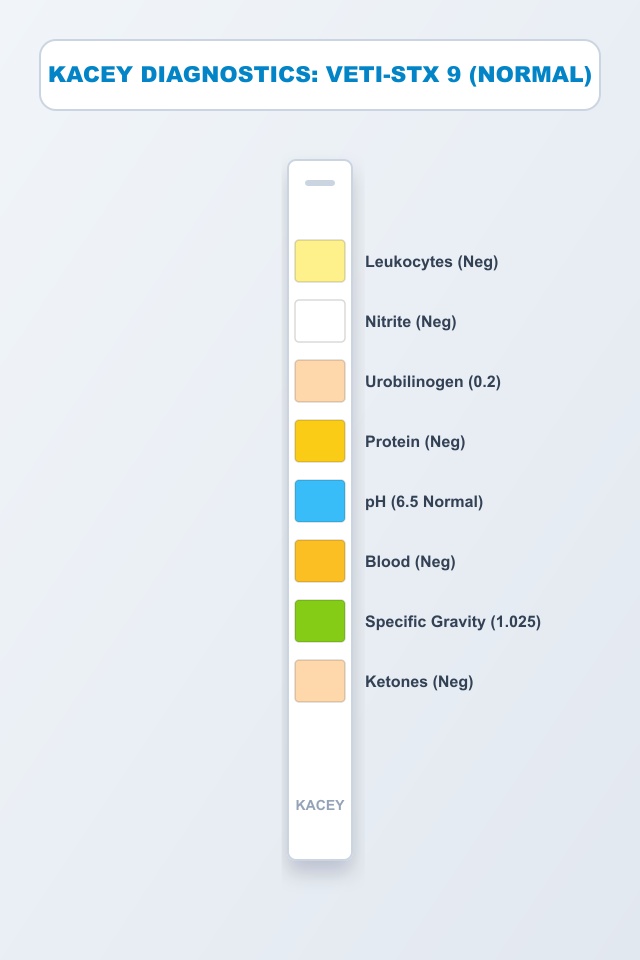 KACEY DIAGNOSTICS: VETI-STX 9 (NORMAL)
Leukocytes (Neg)
Nitrite (Neg)
Urobilinogen (0.2)
Protein (Neg)
pH (6.5 Normal)
Blood (Neg)
Specific Gravity (1.025)
Ketones (Neg)
KACEY